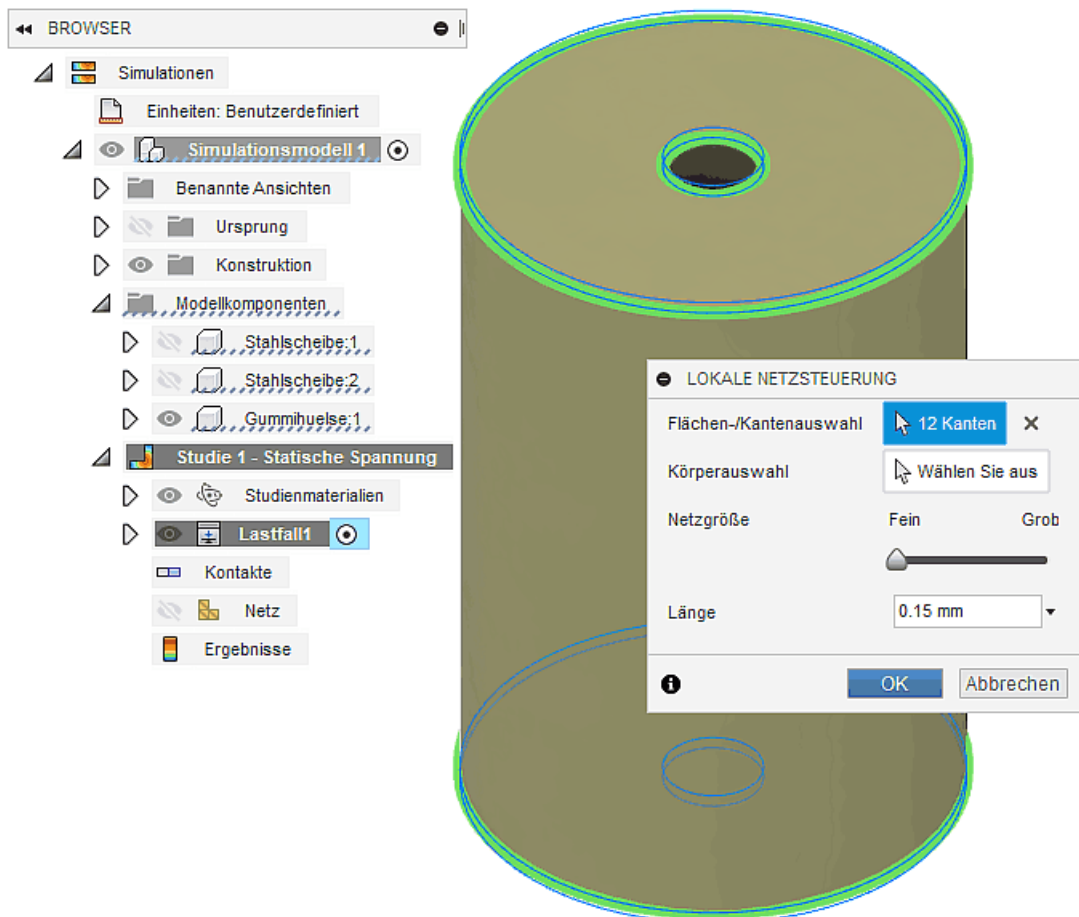 BROWSER
Simulationen
Einheiten: Benutzerdefiniert
Simulationsmodell 1
Benannte Ansichten
Ursprung
Konstruktion
Modellkomponenten
Stahlscheibe:1
Stahlscheibe:2
Gummihuelse:1
Studie 1 - Statische Spannung
Studienmaterialien
Lastfall1
Kontakte
Netz
Ergebnisse
LOKALE NETZSTEUERUNG
Flächen-/Kantenauswahl 12 Kanten
Körperauswahl Wählen Sie aus
Netzgröße Fein Grob
Länge 0.15 mm
OK Abbrechen